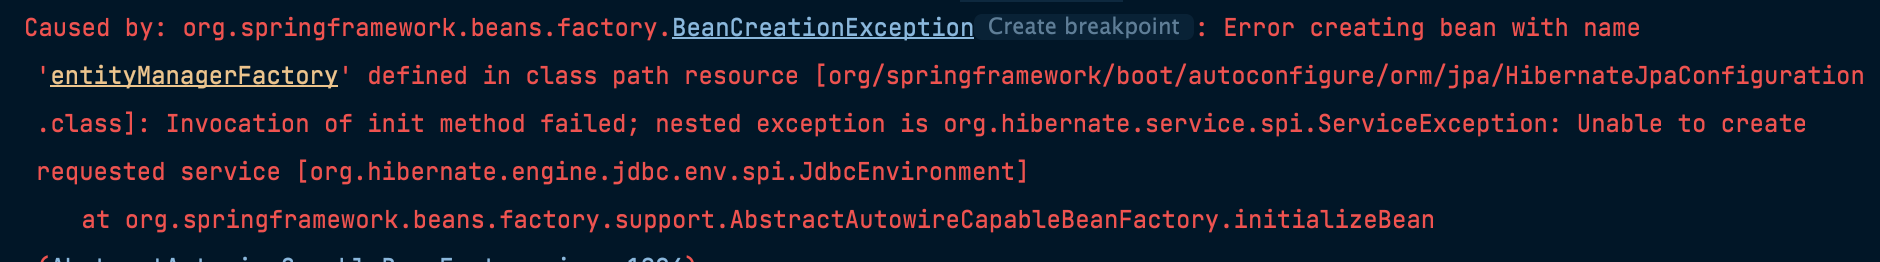 Caused by: org.springframework.beans.factory.BeanCreationException Create breakpoint : Error creating bean with name
'entityManagerFactory' defined in class path resource [org/springframework/boot/autoconfigure/orm/jpa/HibernateJpaConfiguration
.class]: Invocation of init method failed; nested exception is org.hibernate.service.spi.ServiceException: Unable to create
requested service [org.hibernate.engine.jdbc.env.spi.JdbcEnvironment]
at org.springframework.beans.factory.support.AbstractAutowireCapableBeanFactory.initializeBean